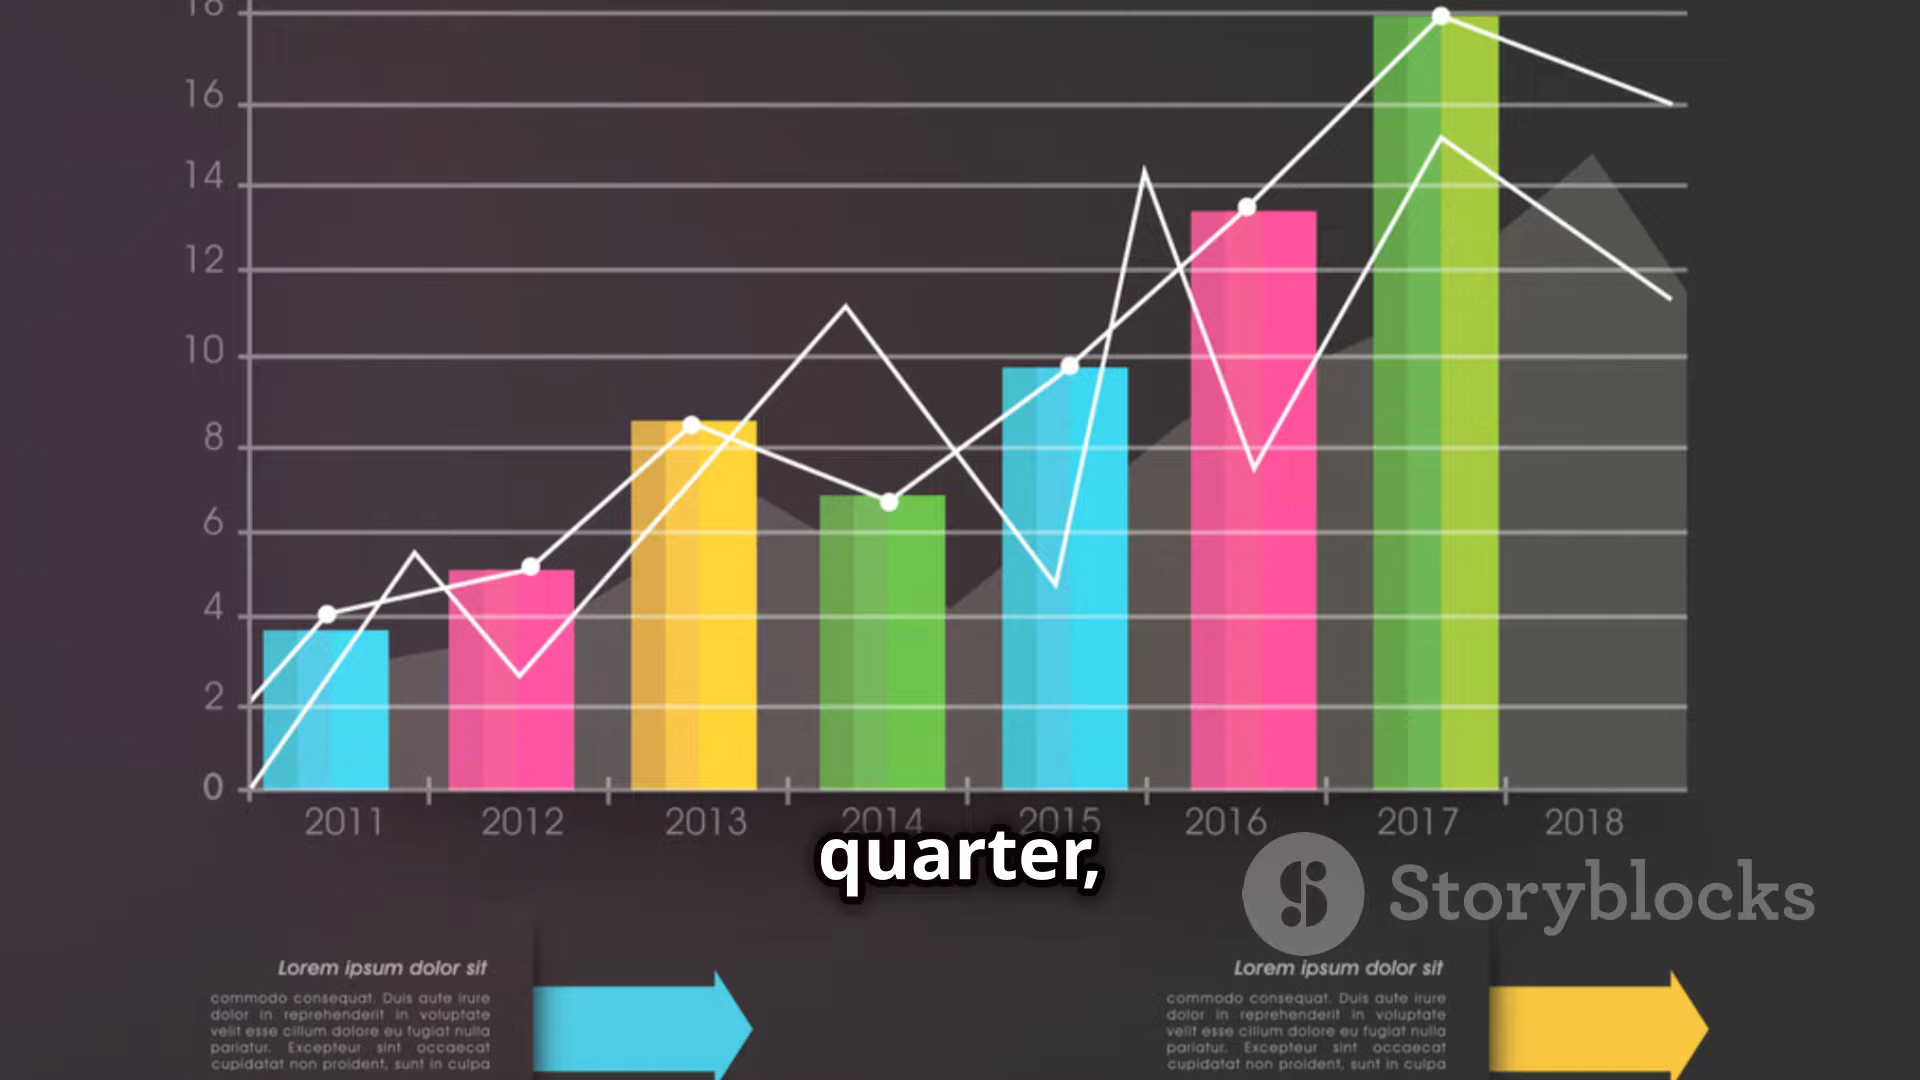 18
16
14
12
10
8
6
4
2
0
2011 2012 2013 2014 2015 2016 2017 2018
quarter,
Storyblocks
Lorem ipsum dolor sit
commodo consequat. Duis aute irure
dolor in reprehenderit in voluptate
velit esse cillum dolore eu fugiat nulla
pariatur. Excepteur sint occaecat
cupidatat non proident, sunt in culpa
Lorem ipsum dolor sit
commodo consequat. Duis aute irure
dolor in reprehenderit in voluptate
velit esse cillum dolore eu fugiat nulla
pariatur. Excepteur sint occaecat
cupidatat non proident, sunt in culpa